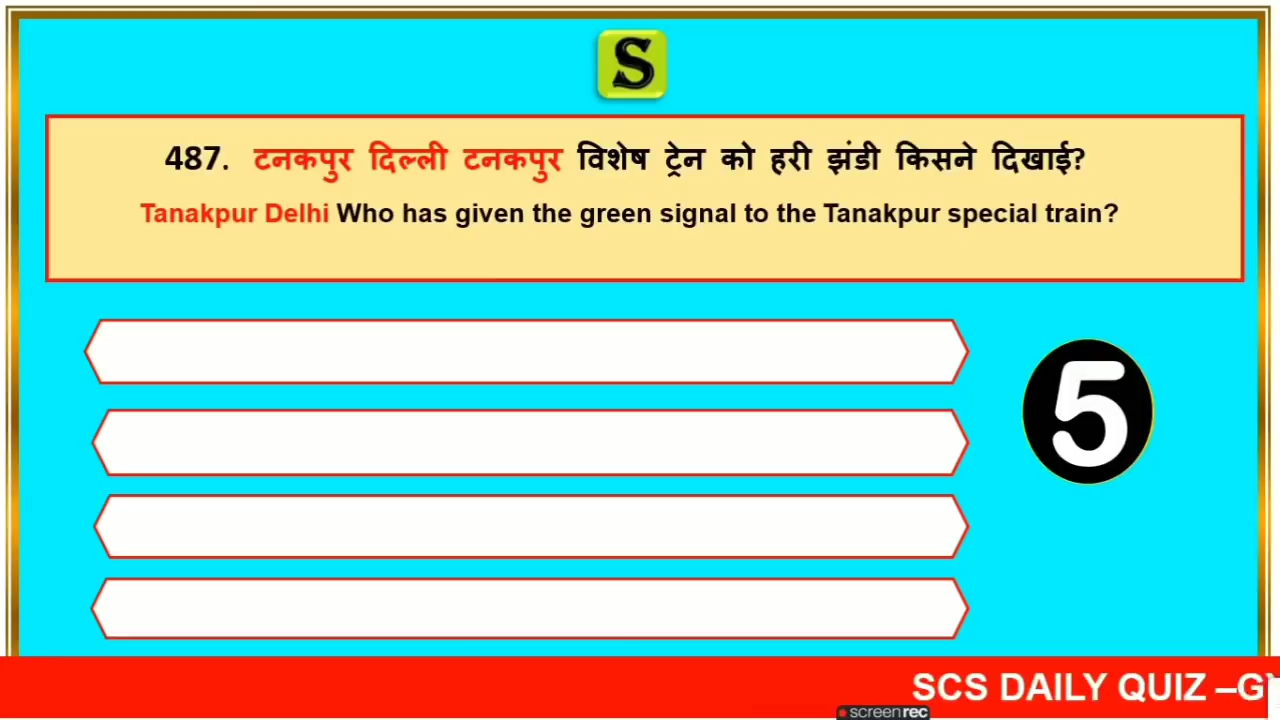 S
487. टनकपुर दिल्ली टनकपुर विशेष ट्रेन को हरी झंडी किसने दिखाई?
Tanakpur Delhi Who has given the green signal to the Tanakpur special train?
5
SCS DAILY QUIZ –G
screenrec